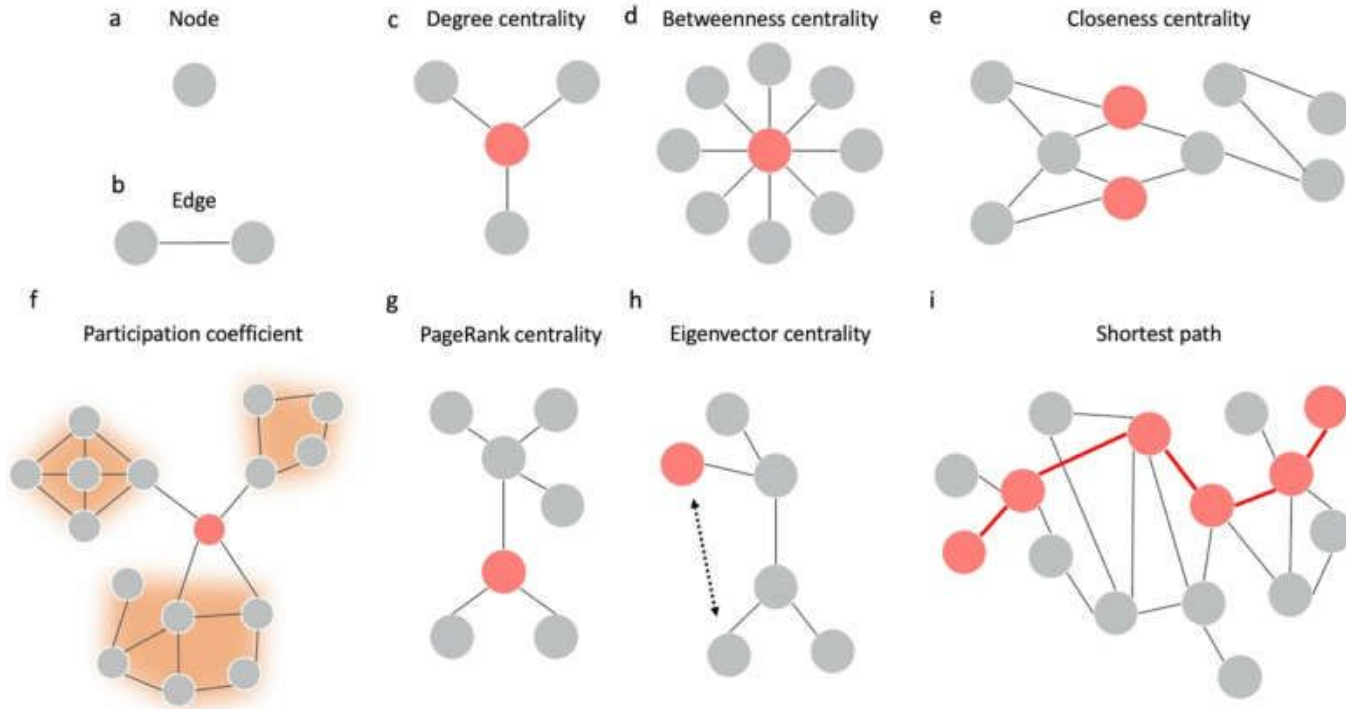 a
Node
b
Edge
c
Degree centrality
d
Betweenness centrality
e
Closeness centrality
f
Participation coefficient
g
PageRank centrality
h
Eigenvector centrality
i
Shortest path